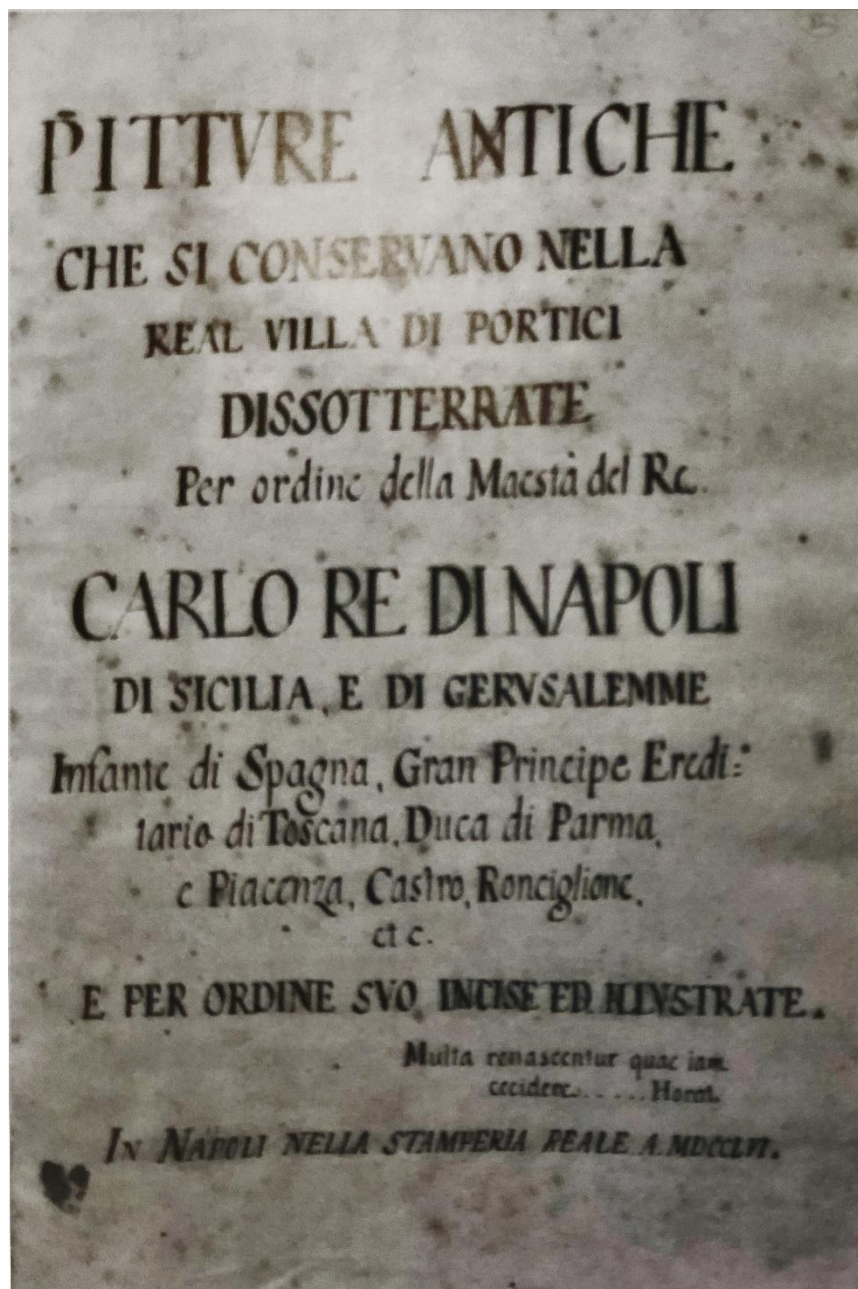 PITTVRE ANTICHE
CHE SI CONSERVANO NELLA
REAL VILLA DI PORTICI
DISSOTTERRATE
Per ordine della Maestà del Re.
CARLO RE DI NAPOLI
DI SICILIA, E DI GERVSALEMME
Infante di Spagna, Gran Principe Eredi:
tario di Toscana, Duca di Parma,
e Piacenza, Castro, Ronciglione,
et c.
E PER ORDINE SVO INCISE ED ILLVSTRATE.
Multa renascentur quae iam
cecidere......Horat.
IN NAPOLI NELLA STAMPERIA REALE A MDCCLVI.